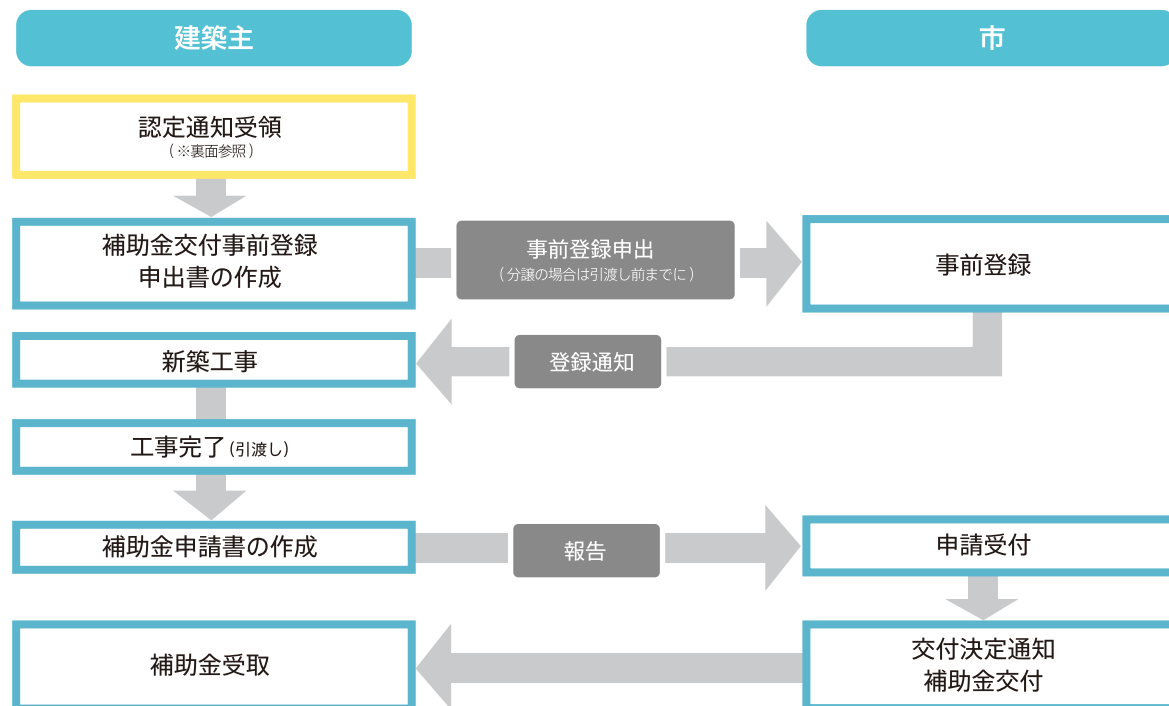 建築主
市
認定通知受領
(※裏面参照)
補助金交付事前登録
申出書の作成
事前登録申出
(分譲の場合は引渡し前までに)
事前登録
新築工事
登録通知
工事完了(引渡し)
補助金申請書の作成
報告
申請受付
補助金受取
交付決定通知
補助金交付